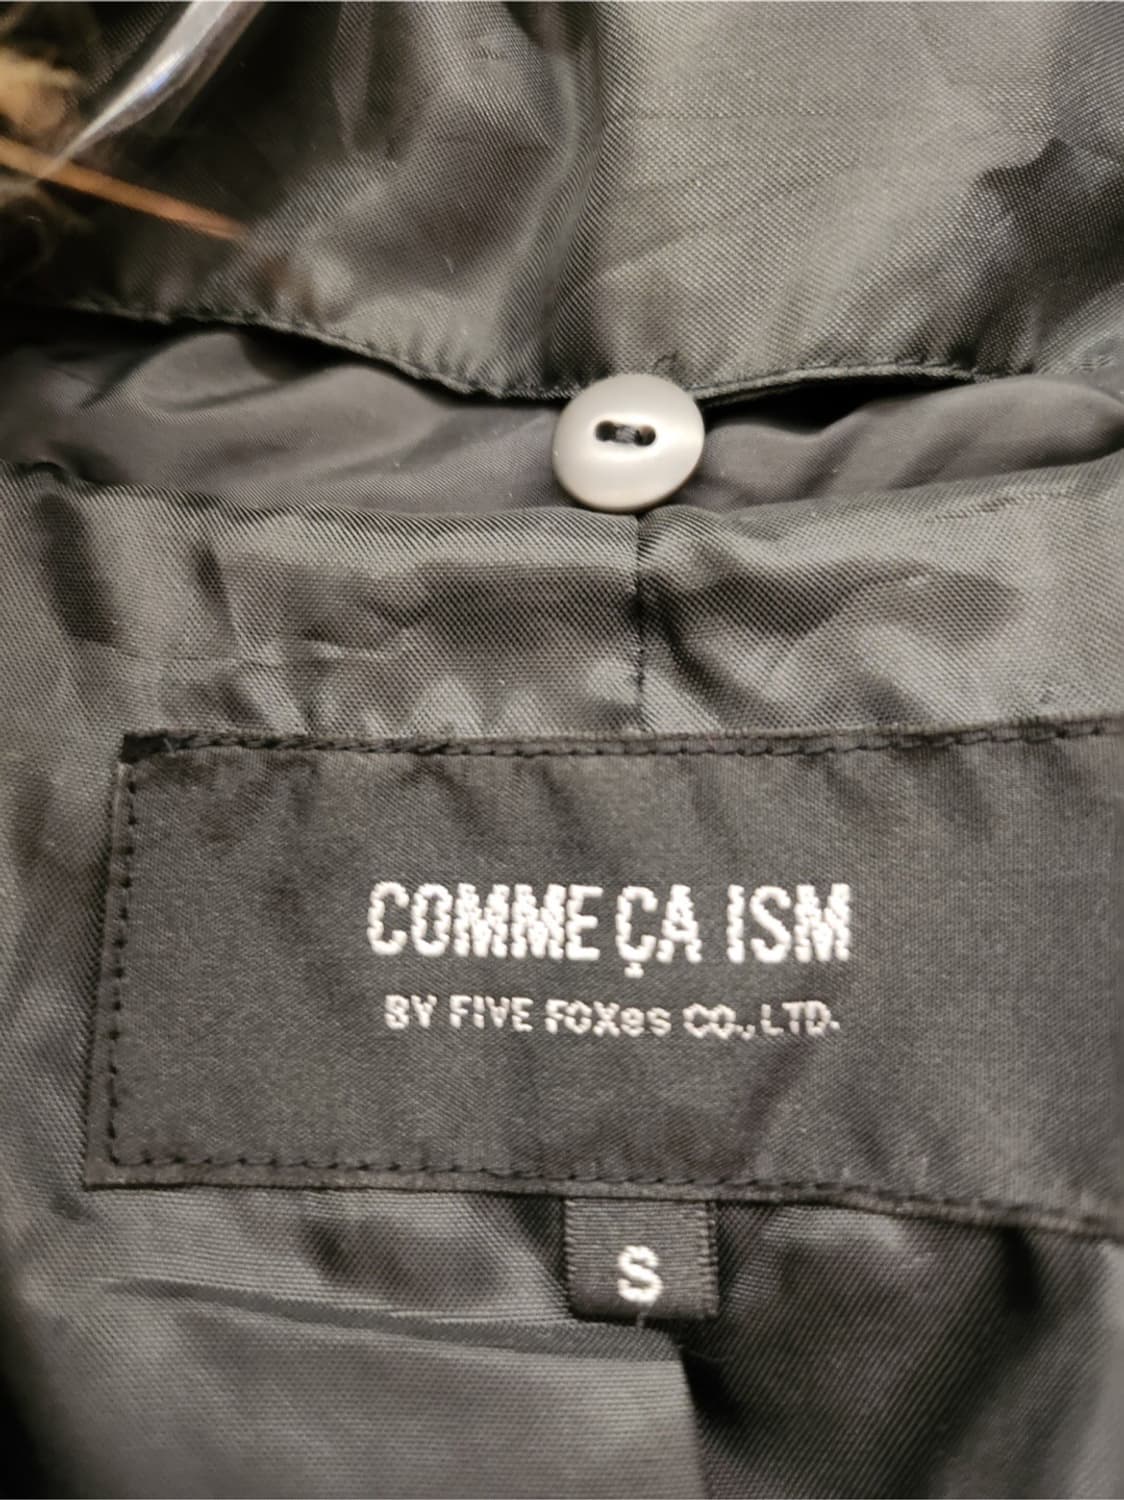 COMME ÇA ISM
BY FIVE FOXes CO.,LTD.
S